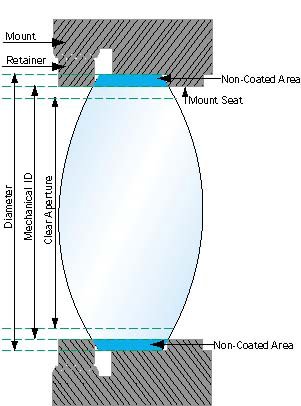 Mount
Retainer
Non-Coated Area
Mount Seat
Diameter
Mechanical ID
Clear Aperture
Non-Coated Area